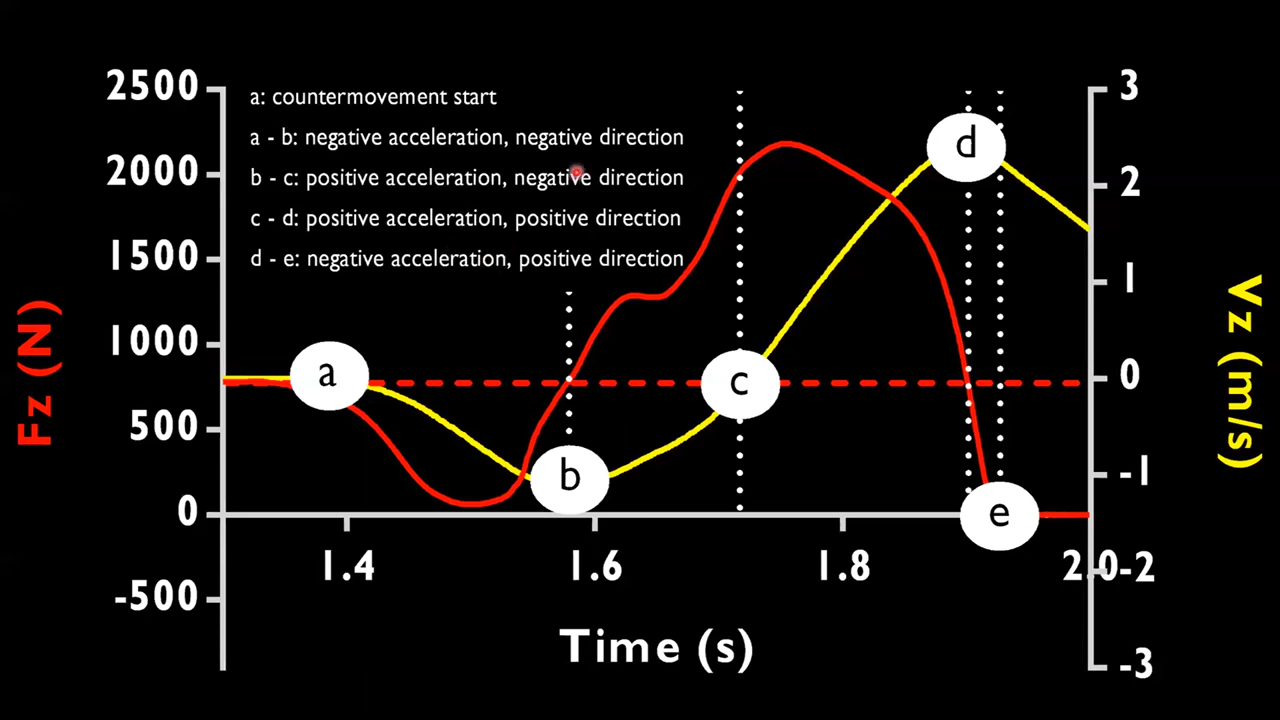 2500
2000
1500
1000
500
0
-500
Fz (N)
a: countermovement start
a - b: negative acceleration, negative direction
b - c: positive acceleration, negative direction
c - d: positive acceleration, positive direction
d - e: negative acceleration, positive direction
a
b
c
d
e
3
2
1
0
-1
-2
-3
Vz (m/s)
1.4
1.6
1.8
2.0
Time (s)